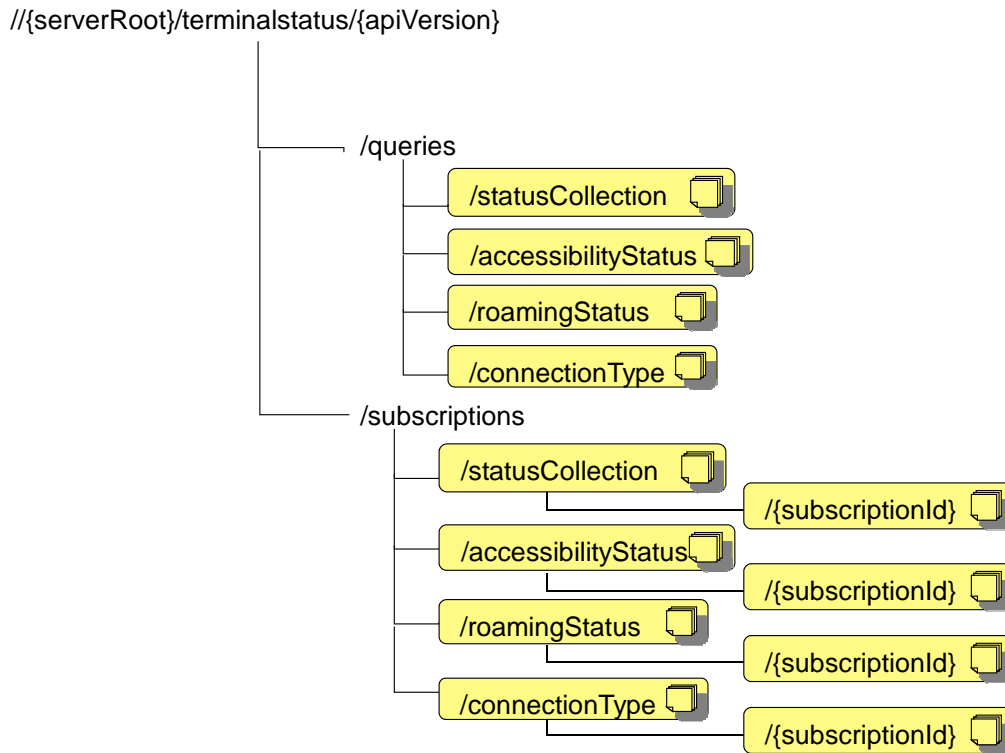 //{serverRoot}/terminalstatus/{apiVersion}
/queries
/statusCollection
/accessibilityStatus
/roamingStatus
/connectionType
/subscriptions
/statusCollection
/{subscriptionId}
/accessibilityStatus
/{subscriptionId}
/roamingStatus
/{subscriptionId}
/connectionType
/{subscriptionId}